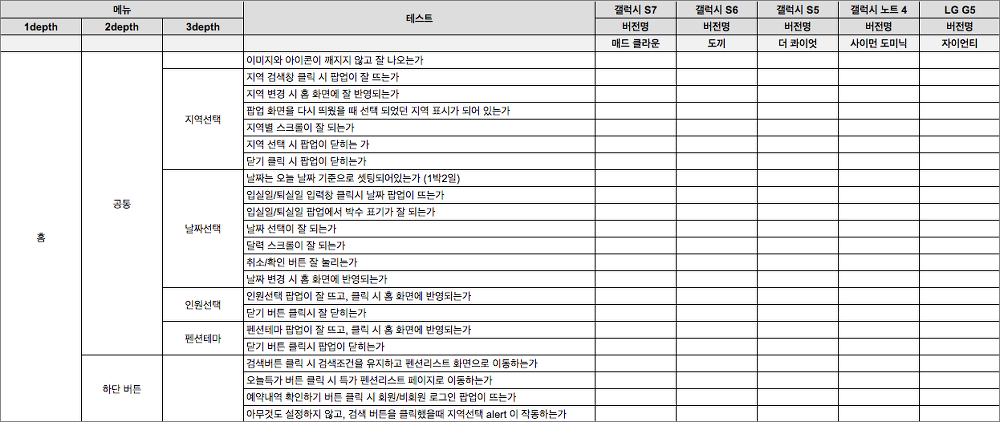 메뉴 테스트 갤럭시 S7 갤럭시 S6 갤럭시 S5 갤럭시 노트 4 LG G5
1depth 2depth 3depth 버전명 버전명 버전명 버전명 버전명
매드 클라운 도끼 더 콰이엇 사이먼 도미닉 자이언티
홈
공통
이미지와 아이콘이 깨지지 않고 잘 나오는가
지역선택
지역 검색창 클릭 시 팝업이 잘 뜨는가
지역 변경 시 홈 화면에 잘 반영되는가
팝업 화면을 다시 띄웠을 때 선택 되었던 지역 표시가 되어 있는가
지역별 스크롤이 잘 되는가
지역 선택 시 팝업이 닫히는 가
닫기 클릭 시 팝업이 닫히는가
날짜선택
날짜는 오늘 날짜 기준으로 셋팅되어있는가 (1박2일)
입실일/퇴실일 입력창 클릭시 날짜 팝업이 뜨는가
입실일/퇴실일 팝업에서 박수 표기가 잘 되는가
날짜 선택이 잘 되는가
달력 스크롤이 잘 되는가
취소/확인 버튼 잘 눌리는가
날짜 변경 시 홈 화면에 반영되는가
인원선택
인원선택 팝업이 잘 뜨고, 클릭 시 홈 화면에 반영되는가
닫기 버튼 클릭시 잘 닫히는가
펜션테마
펜션테마 팝업이 잘 뜨고, 클릭 시 홈 화면에 반영되는가
닫기 버튼 클릭시 팝업이 닫히는가
하단 버튼
검색버튼 클릭 시 검색조건을 유지하고 펜션리스트 화면으로 이동하는가
오늘특가 버튼 클릭 시 특가 펜션리스트 페이지로 이동하는가
예약내역 확인하기 버튼 클릭 시 회원/비회원 로그인 팝업이 뜨는가
아무것도 설정하지 않고, 검색 버튼을 클릭했을때 지역선택 alert 이 작동하는가